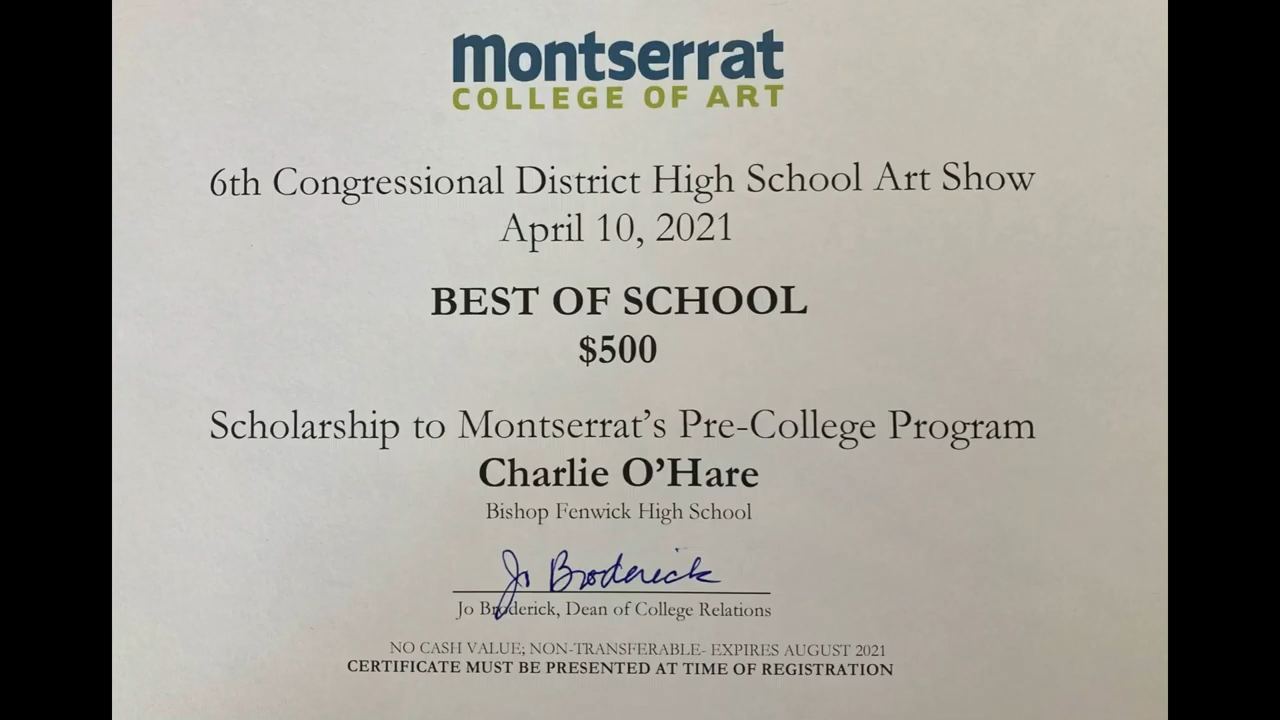 Montserrat
COLLEGE OF ART
6th Congressional District High School Art Show
April 10, 2021
BEST OF SCHOOL
$500
Scholarship to Montserrat’s Pre-College Program
Charlie O’Hare
Bishop Fenwick High School
Jo Broderick
Jo Broderick, Dean of College Relations
NO CASH VALUE; NON-TRANSFERABLE- EXPIRES AUGUST 2021
CERTIFICATE MUST BE PRESENTED AT TIME OF REGISTRATION